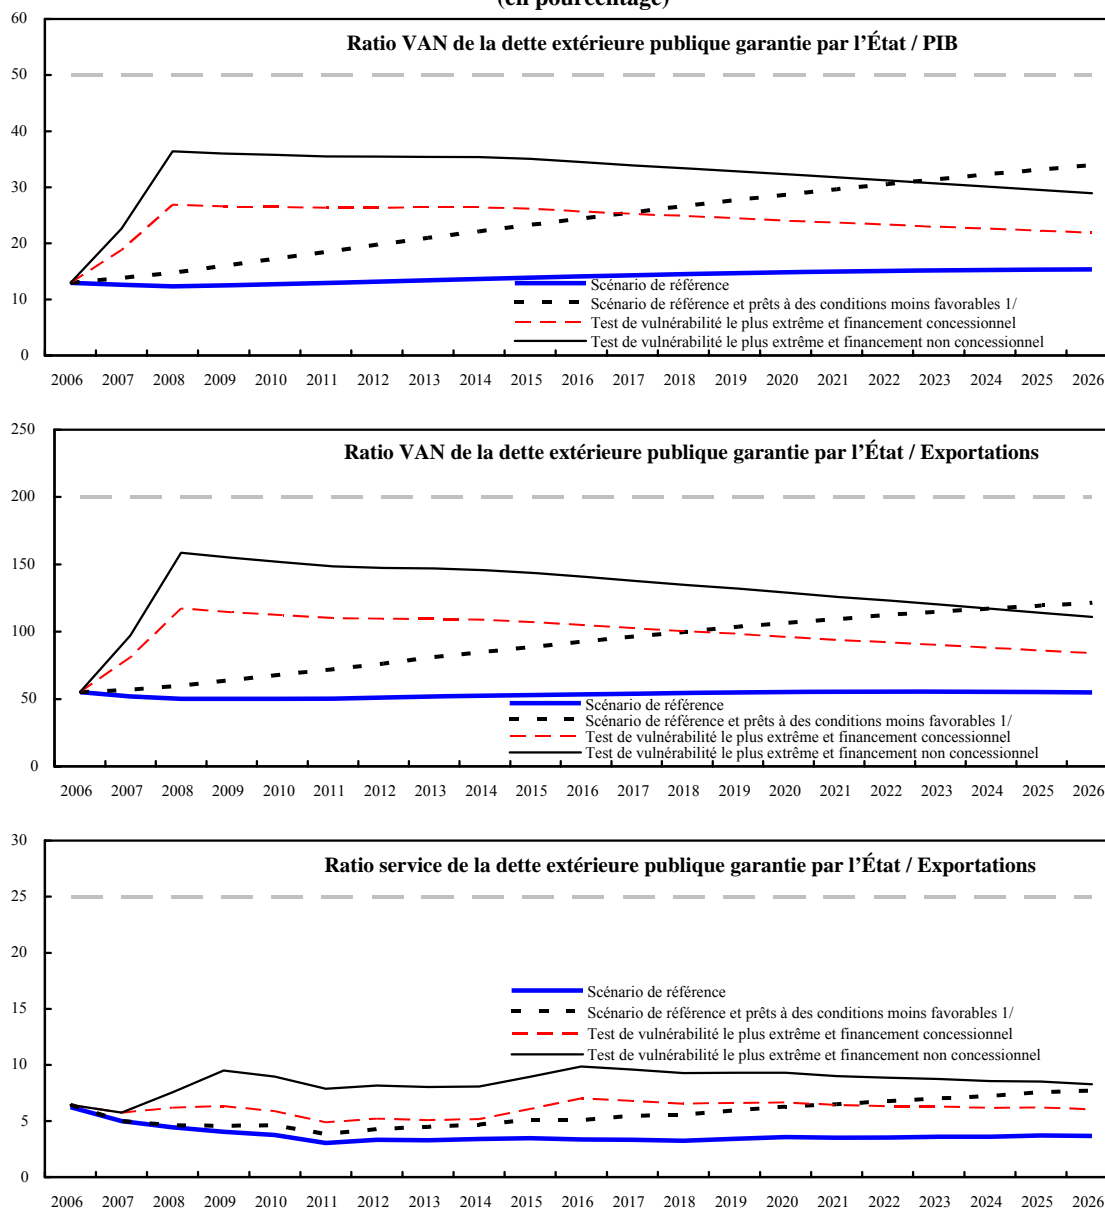 (en pourcentage)
Ratio VAN de la dette extérieure publique garantie par l'État / PIB
60
50
40
30
20
10
0
Scénario de référence
Scénario de référence et prêts à des conditions moins favorables 1/
Test de vulnérabilité le plus extrême et financement concessionnel
Test de vulnérabilité le plus extrême et financement non concessionnel
2006 2007 2008 2009 2010 2011 2012 2013 2014 2015 2016 2017 2018 2019 2020 2021 2022 2023 2024 2025 2026
Ratio VAN de la dette extérieure publique garantie par l'État / Exportations
250
200
150
100
50
0
Scénario de référence
Scénario de référence et prêts à des conditions moins favorables 1/
Test de vulnérabilité le plus extrême et financement concessionnel
Test de vulnérabilité le plus extrême et financement non concessionnel
2006 2007 2008 2009 2010 2011 2012 2013 2014 2015 2016 2017 2018 2019 2020 2021 2022 2023 2024 2025 2026
Ratio service de la dette extérieure publique garantie par l'État / Exportations
30
25
20
15
10
5
0
Scénario de référence
Scénario de référence et prêts à des conditions moins favorables 1/
Test de vulnérabilité le plus extrême et financement concessionnel
Test de vulnérabilité le plus extrême et financement non concessionnel
2006 2007 2008 2009 2010 2011 2012 2013 2014 2015 2016 2017 2018 2019 2020 2021 2022 2023 2024 2025 2026